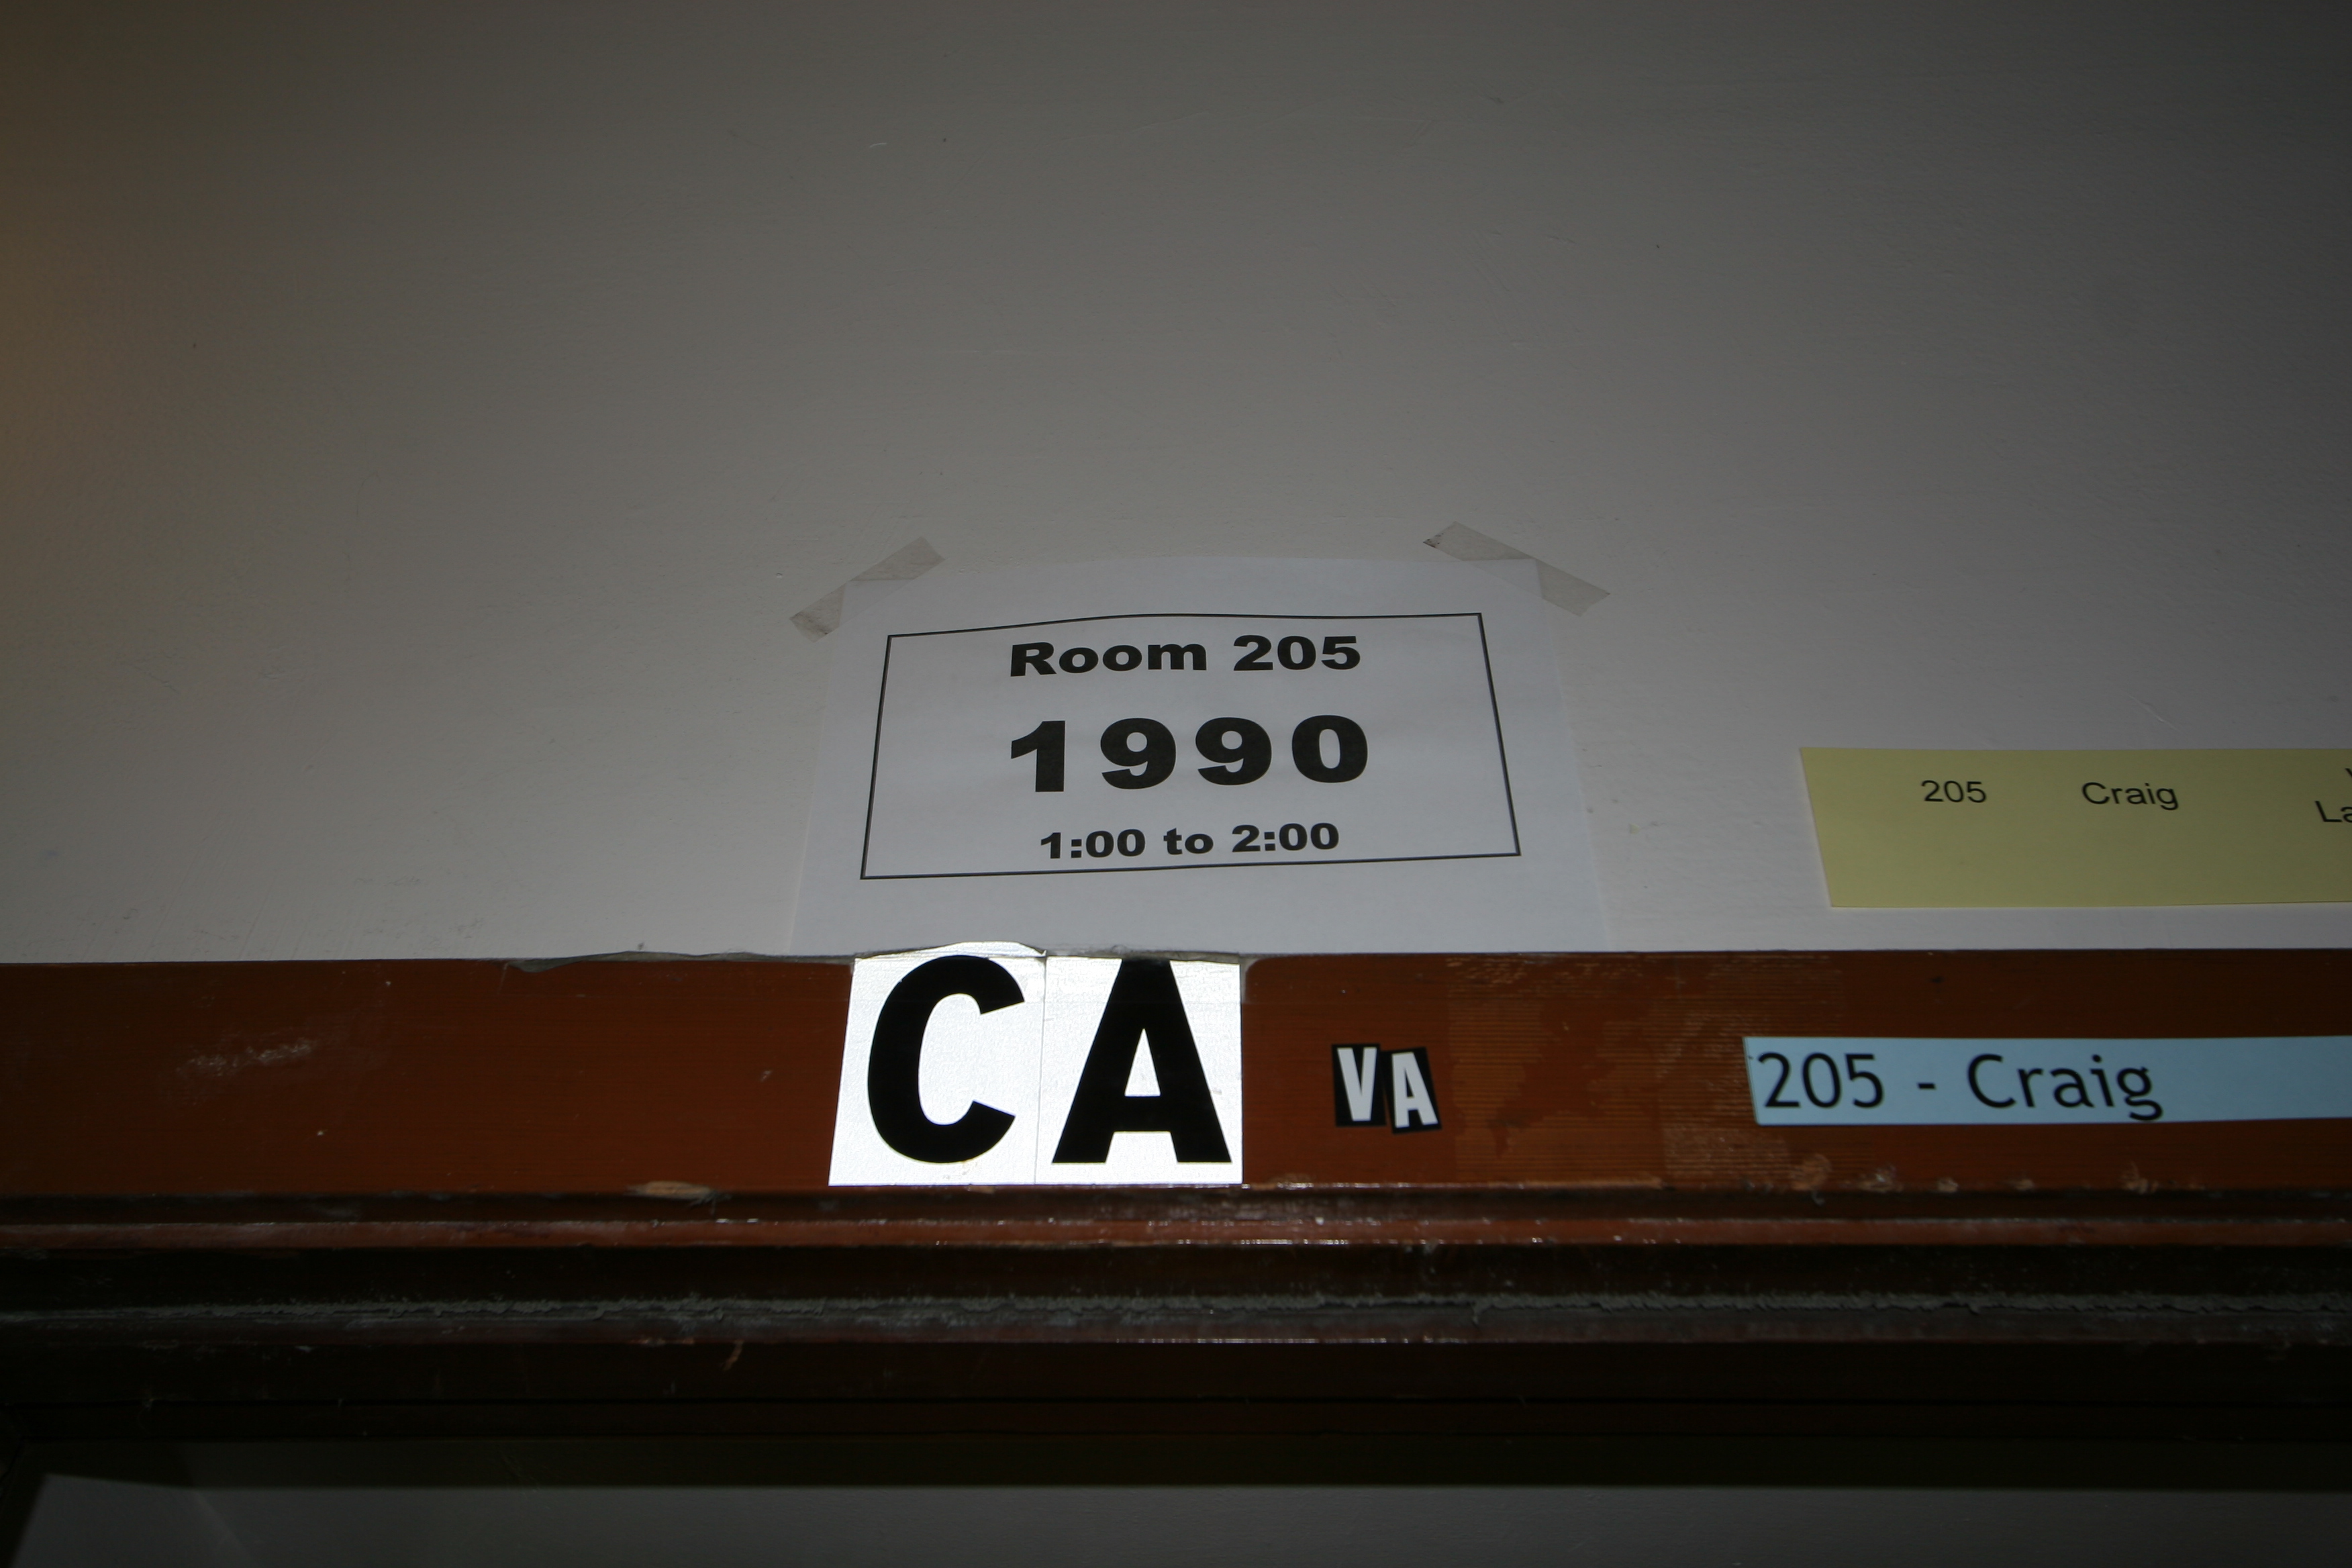 Room 205
1990
1:00 to 2:00
205 Craig
CA
VA
205 - Craig